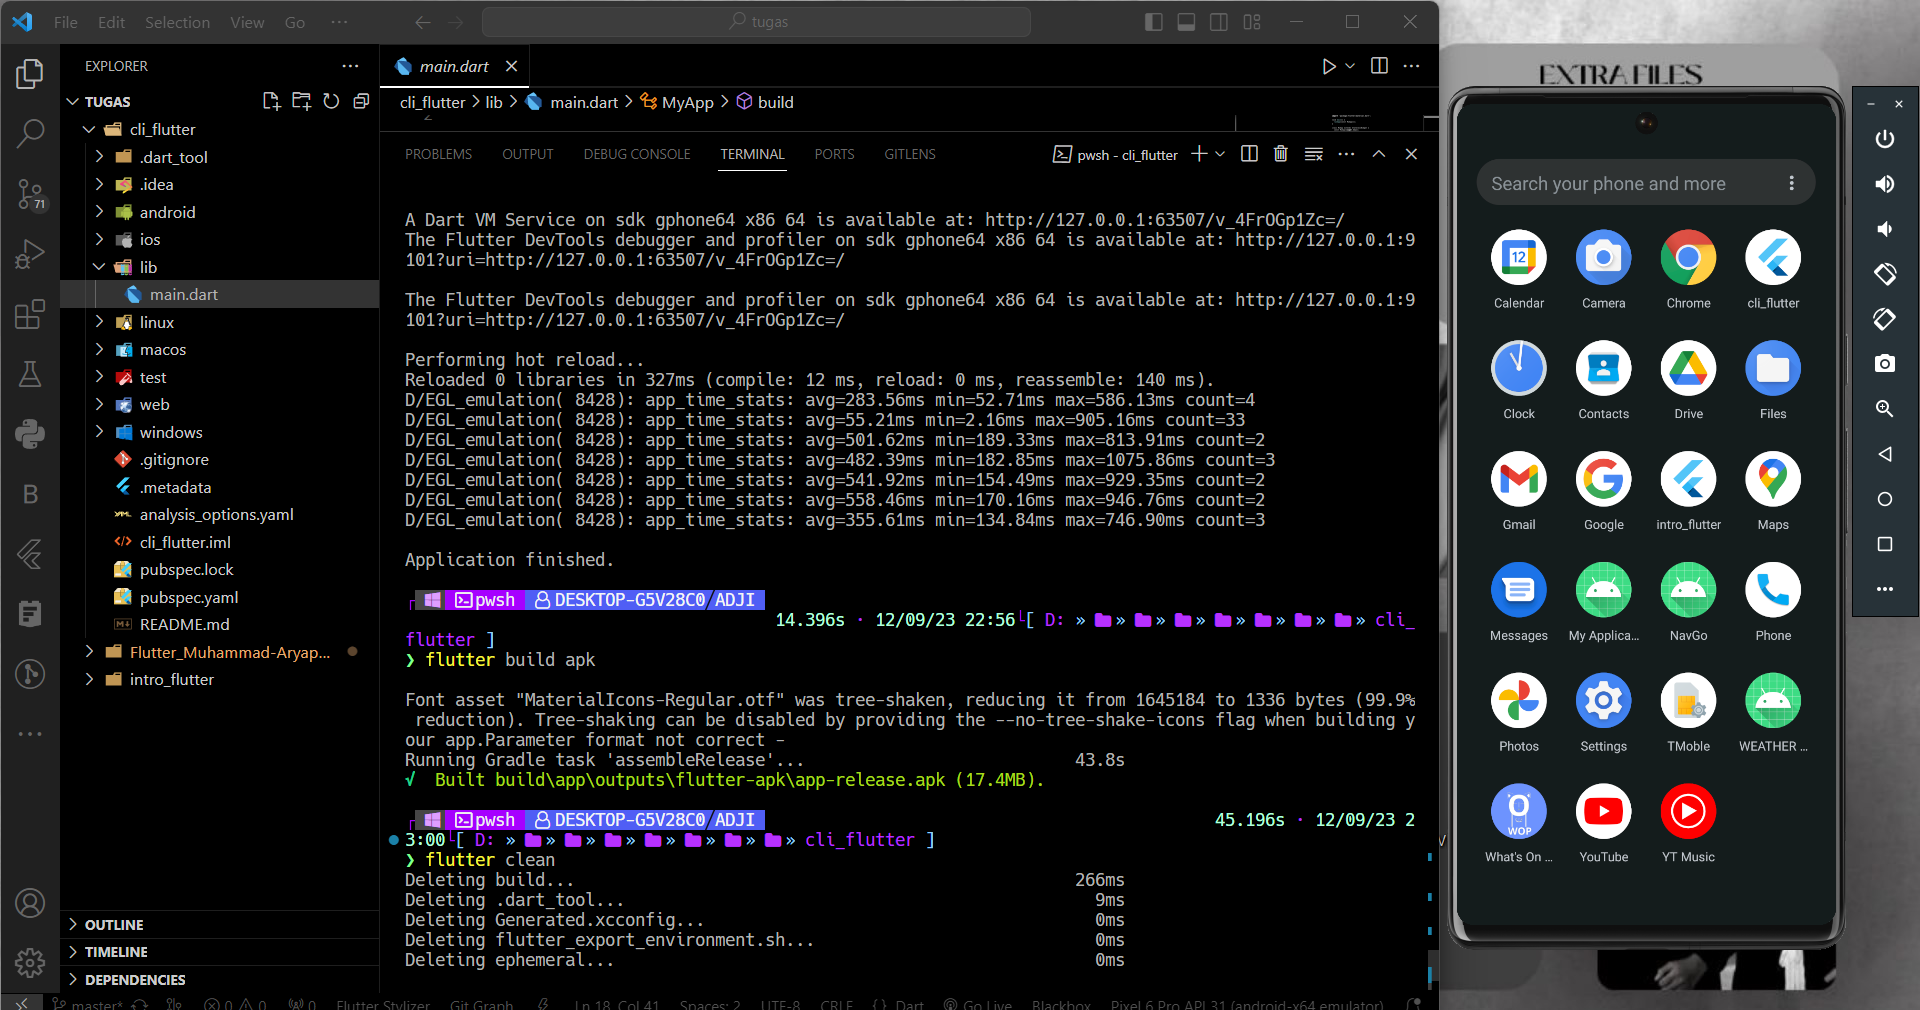 File Edit Selection View Go ··· tugas
EXPLORER
TUGAS
cli_flutter
.dart_tool
.idea
android
ios
lib
main.dart
linux
macos
test
web
windows
.gitignore
.metadata
analysis_options.yaml
cli_flutter.iml
pubspec.lock
pubspec.yaml
README.md
Flutter_Muhammad-Aryap...
intro_flutter
OUTLINE
TIMELINE
DEPENDENCIES
71
main.dart
cli_flutter > lib > main.dart > MyApp > build
2
PROBLEMS OUTPUT DEBUG CONSOLE TERMINAL PORTS GITLENS
pwsh - cli_flutter
A Dart VM Service on sdk gphone64 x86 64 is available at: http://127.0.0.1:63507/v_4FrOGp1Zc=/
The Flutter DevTools debugger and profiler on sdk gphone64 x86 64 is available at: http://127.0.0.1:9
101?uri=http://127.0.0.1:63507/v_4FrOGp1Zc=/
The Flutter DevTools debugger and profiler on sdk gphone64 x86 64 is available at: http://127.0.0.1:9
101?uri=http://127.0.0.1:63507/v_4FrOGp1Zc=/
Performing hot reload...
Reloaded 0 libraries in 327ms (compile: 12 ms, reload: 0 ms, reassemble: 140 ms).
D/EGL_emulation( 8428): app_time_stats: avg=283.56ms min=52.71ms max=586.13ms count=4
D/EGL_emulation( 8428): app_time_stats: avg=55.21ms min=2.16ms max=905.16ms count=33
D/EGL_emulation( 8428): app_time_stats: avg=501.62ms min=189.33ms max=813.91ms count=2
D/EGL_emulation( 8428): app_time_stats: avg=482.39ms min=182.85ms max=1075.86ms count=3
D/EGL_emulation( 8428): app_time_stats: avg=541.92ms min=154.49ms max=929.35ms count=2
D/EGL_emulation( 8428): app_time_stats: avg=558.46ms min=170.16ms max=946.76ms count=2
D/EGL_emulation( 8428): app_time_stats: avg=355.61ms min=134.84ms max=746.90ms count=3
Application finished.
pwsh DESKTOP-G5V28C0/ADJI
14.396s · 12/09/23 22:56 [ D: » » » » » » » » cli_
flutter ]
❯ flutter build apk
Font asset "MaterialIcons-Regular.otf" was tree-shaken, reducing it from 1645184 to 1336 bytes (99.9%
reduction). Tree-shaking can be disabled by providing the --no-tree-shake-icons flag when building y
our app.Parameter format not correct -
Running Gradle task 'assembleRelease'... 43.8s
√ Built build\app\outputs\flutter-apk\app-release.apk (17.4MB).
pwsh DESKTOP-G5V28C0/ADJI 45.196s · 12/09/23 2
3:00 [ D: » » » » » » » » cli_flutter ]
❯ flutter clean
Deleting build... 266ms
Deleting .dart_tool... 9ms
Deleting Generated.xcconfig... 0ms
Deleting flutter_export_environment.sh... 0ms
Deleting ephemeral... 0ms
master* 0 0 0 Flutter Stylizer Git Graph Ln 18, Col 41 Spaces: 2 UTF-8 CRLF {} Dart Go Live Blackbox Pixel 6 Pro API 31 (android-x64 emulator)
EXTRA FILES
Search your phone and more
12
Calendar Camera Chrome cli_flutter
Clock Contacts Drive Files
Gmail Google intro_flutter Maps
Messages My Applica... NavGo Phone
Photos Settings TMoble WEATHER ...
WOP
What's On ... YouTube YT Music